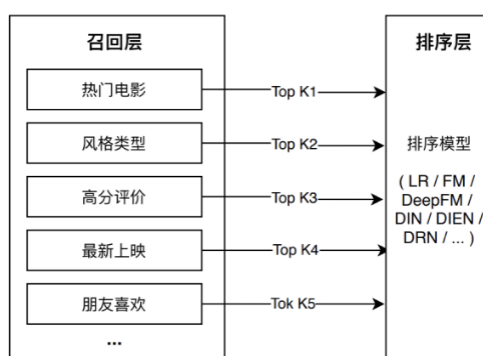 召回层
热门电影
风格类型
高分评价
最新上映
朋友喜欢
...
Top K1
Top K2
Top K3
Top K4
Tok K5
排序层
排序模型
( LR / FM /
DeepFM /
DIN / DIEN /
DRN / ... )